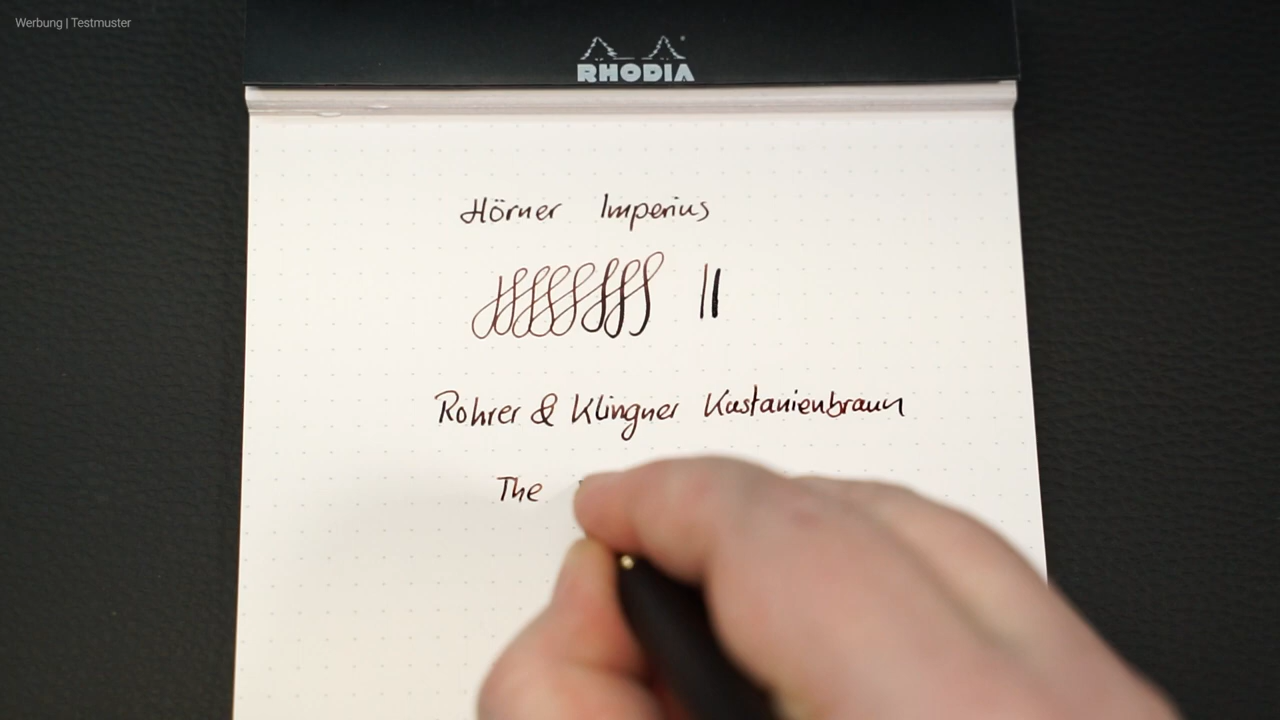 Werbung | Testmuster
RHODIA
Hörner Imperius
Rohrer & Klingner Kastanienbraun
The